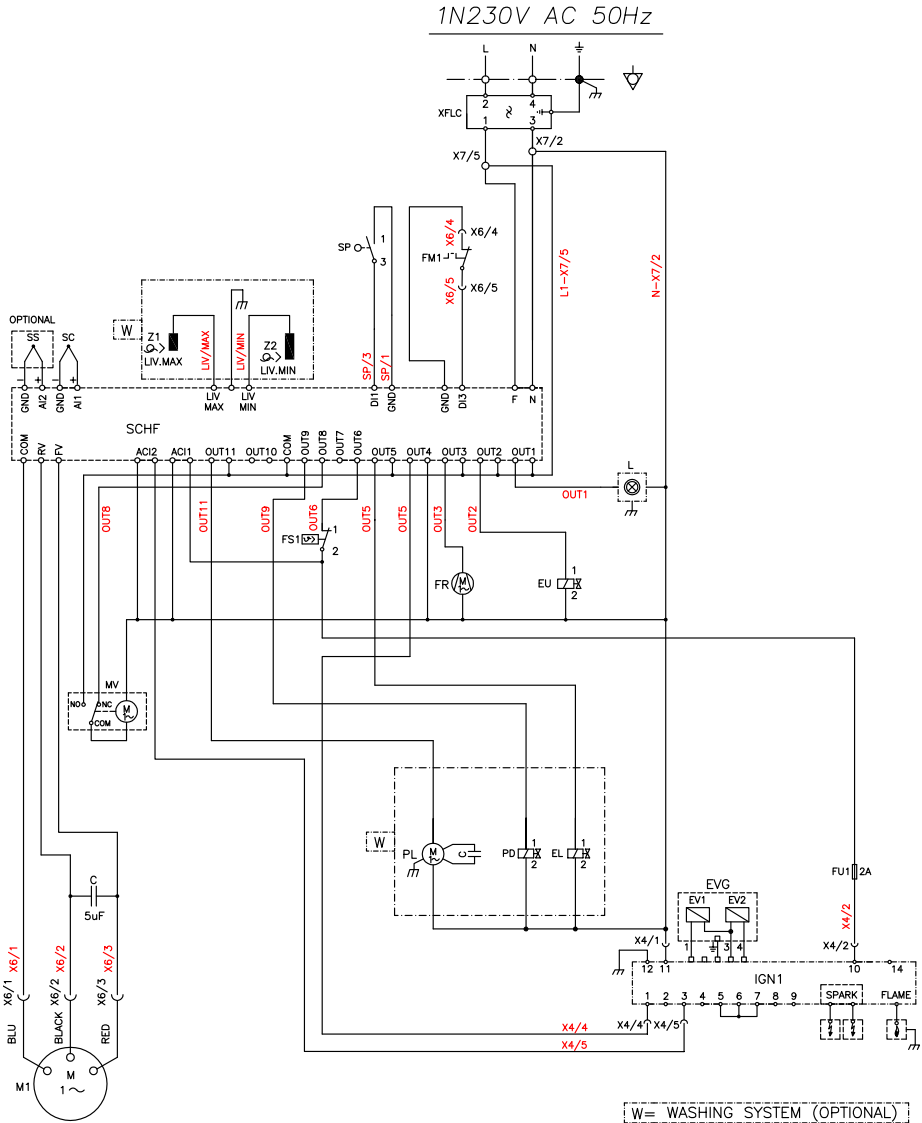 1N230V AC 50Hz
L N
2 4
XFLC
1 3
X7/5 X7/2
L1-X7/5
N-X7/2
SP
1
3
SP/3
SP/1
X6/4 X6/4
FM1
X6/5 X6/5
W
Z1
LIV.MAX
LIV/MAX
LIV/MIN
Z2
LIV.MIN
OPTIONAL
SS SC
- + - +
GND AI2 GND AI1 LIV MAX LIV MIN DI1 GND GND DI3 F N
SCHF
COM RV FV ACI2 ACI1 OUT11 OUT10 COM OUT9 OUT8 OUT7 OUT6 OUT5 OUT4 OUT3 OUT2 OUT1
L
OUT1
OUT8 OUT11 OUT9 OUT6 OUT5 OUT5 OUT3 OUT2
FS1
1
2
FR M
EU
1
2
MV
NO NC
COM
M
W
PL M C
PD
1
2
EL
1
2
C
5uF
FU1 2A
X4/2
X4/2
EVG
EV1 EV2
1 3 4
X4/1
12 11 10 14
IGN1
1 2 3 4 5 6 7 8 9
SPARK FLAME
X4/4 X4/5
X4/4
X4/5
X6/1 X6/2 X6/3
X6/1 X6/2 X6/3
BLU BLACK RED
M1
M
1~
W= WASHING SYSTEM (OPTIONAL)